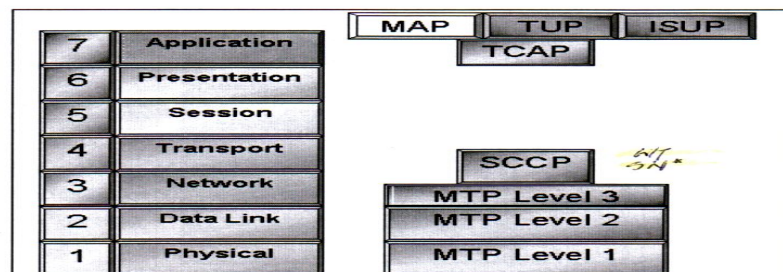 7 Application
6 Presentation
5 Session
4 Transport
3 Network
2 Data Link
1 Physical
MAP TUP ISUP
TCAP
SCCP
MTP Level 3
MTP Level 2
MTP Level 1